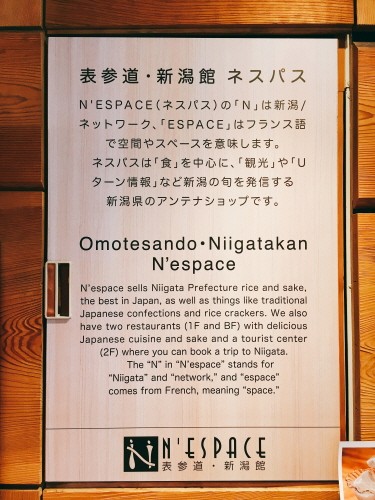 表参道・新潟館 ネスパス
N'ESPACE(ネスパス)の「N」は新潟/
ネットワーク、「ESPACE」はフランス語
で空間やスペースを意味します。
ネスパスは「食」を中心に、「観光」や「U
ターン情報」など新潟の旬を発信する
新潟県のアンテナショップです。
Omotesando・Niigatakan
N'espace
N'espace sells Niigata Prefecture rice and sake,
the best in Japan, as well as things like traditional
Japanese confections and rice crackers. We also
have two restaurants (1F and BF) with delicious
Japanese cuisine and sake and a tourist center
(2F) where you can book a trip to Niigata.
The “N” in “N'espace” stands for
“Niigata” and “network,” and “espace”
comes from French, meaning “space.”
N N'ESPACE
表参道・新潟館